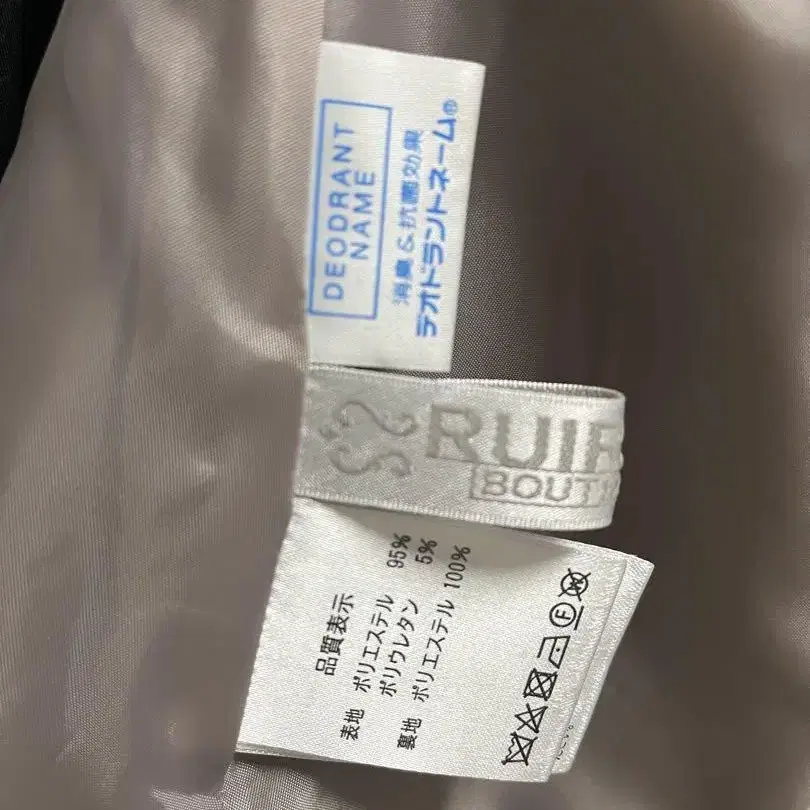 DEODRANT
NAME
消臭&抗菌効果
デオドラントネーム®
RUIR
BOUT
品質表示
表地 ポリエステル 95%
ポリウレタン 5%
裏地 ポリエステル 100%